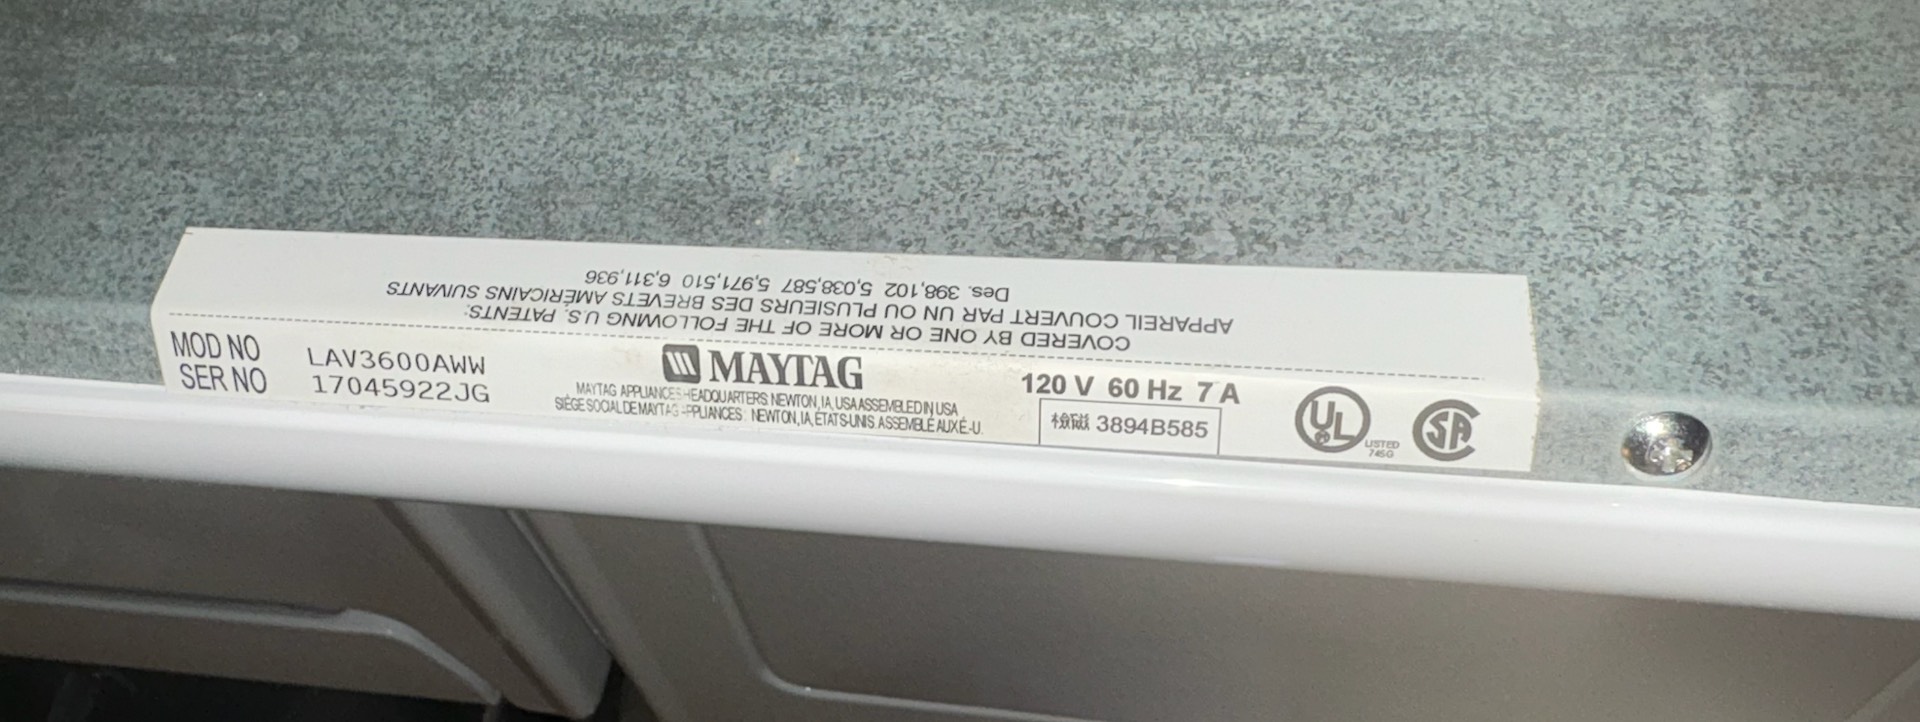 COVERED BY ONE OR MORE OF THE FOLLOWING U.S. PATENTS:
APPAREIL COUVERT PAR UN OU PLUSIEURS DES BREVETS AMÉRICAINS SUIVANTS
Des. 398,102 5,038,587 5,971,510 6,311,936
MOD NO LAV3600AWW
SER NO 17045922JG
MAYTAG
MAYTAG APPLIANCES HEADQUARTERS: NEWTON, IA, USA ASSEMBLED IN USA
SIÈGE SOCIAL DE MAYTAG APPLIANCES : NEWTON, IA, ÉTATS-UNIS. ASSEMBLÉ AUX É.-U.
120 V 60 Hz 7 A
檢磁 3894B585
UL
LISTED
745G
SA